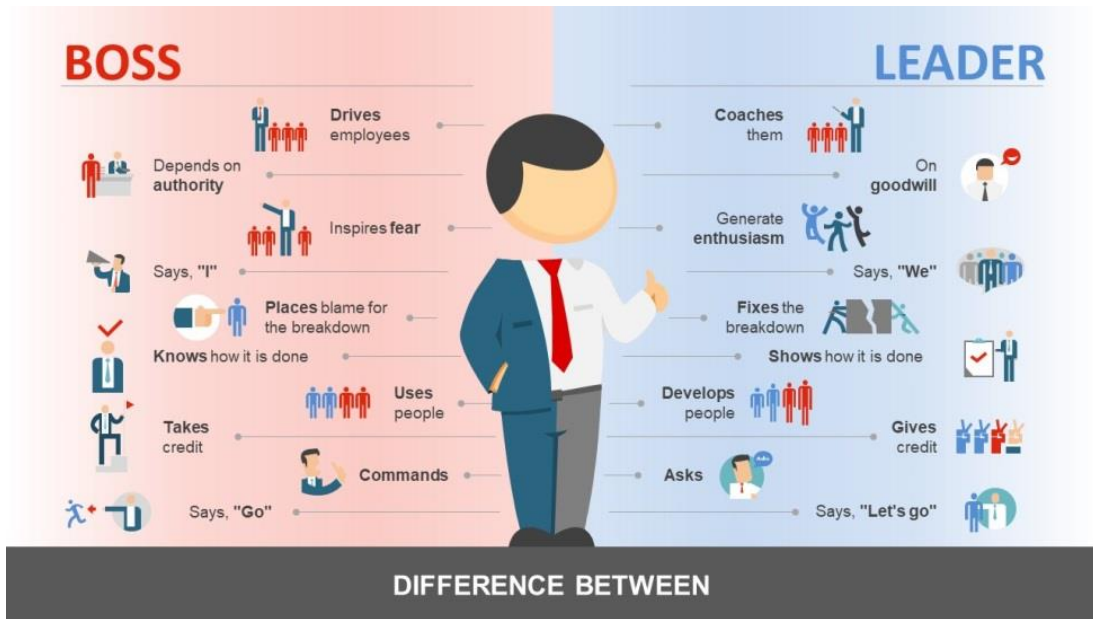 BOSS
LEADER
Drives
employees
Coaches
them
Depends on
authority
On
goodwill
Inspires fear
Generate
enthusiasm
Says, "I"
Says, "We"
Places blame for
the breakdown
Fixes the
breakdown
Knows how it is done
Shows how it is done
Uses
people
Develops
people
Takes
credit
Gives
credit
Commands
Asks
Says, "Go"
Says, "Let's go"
DIFFERENCE BETWEEN